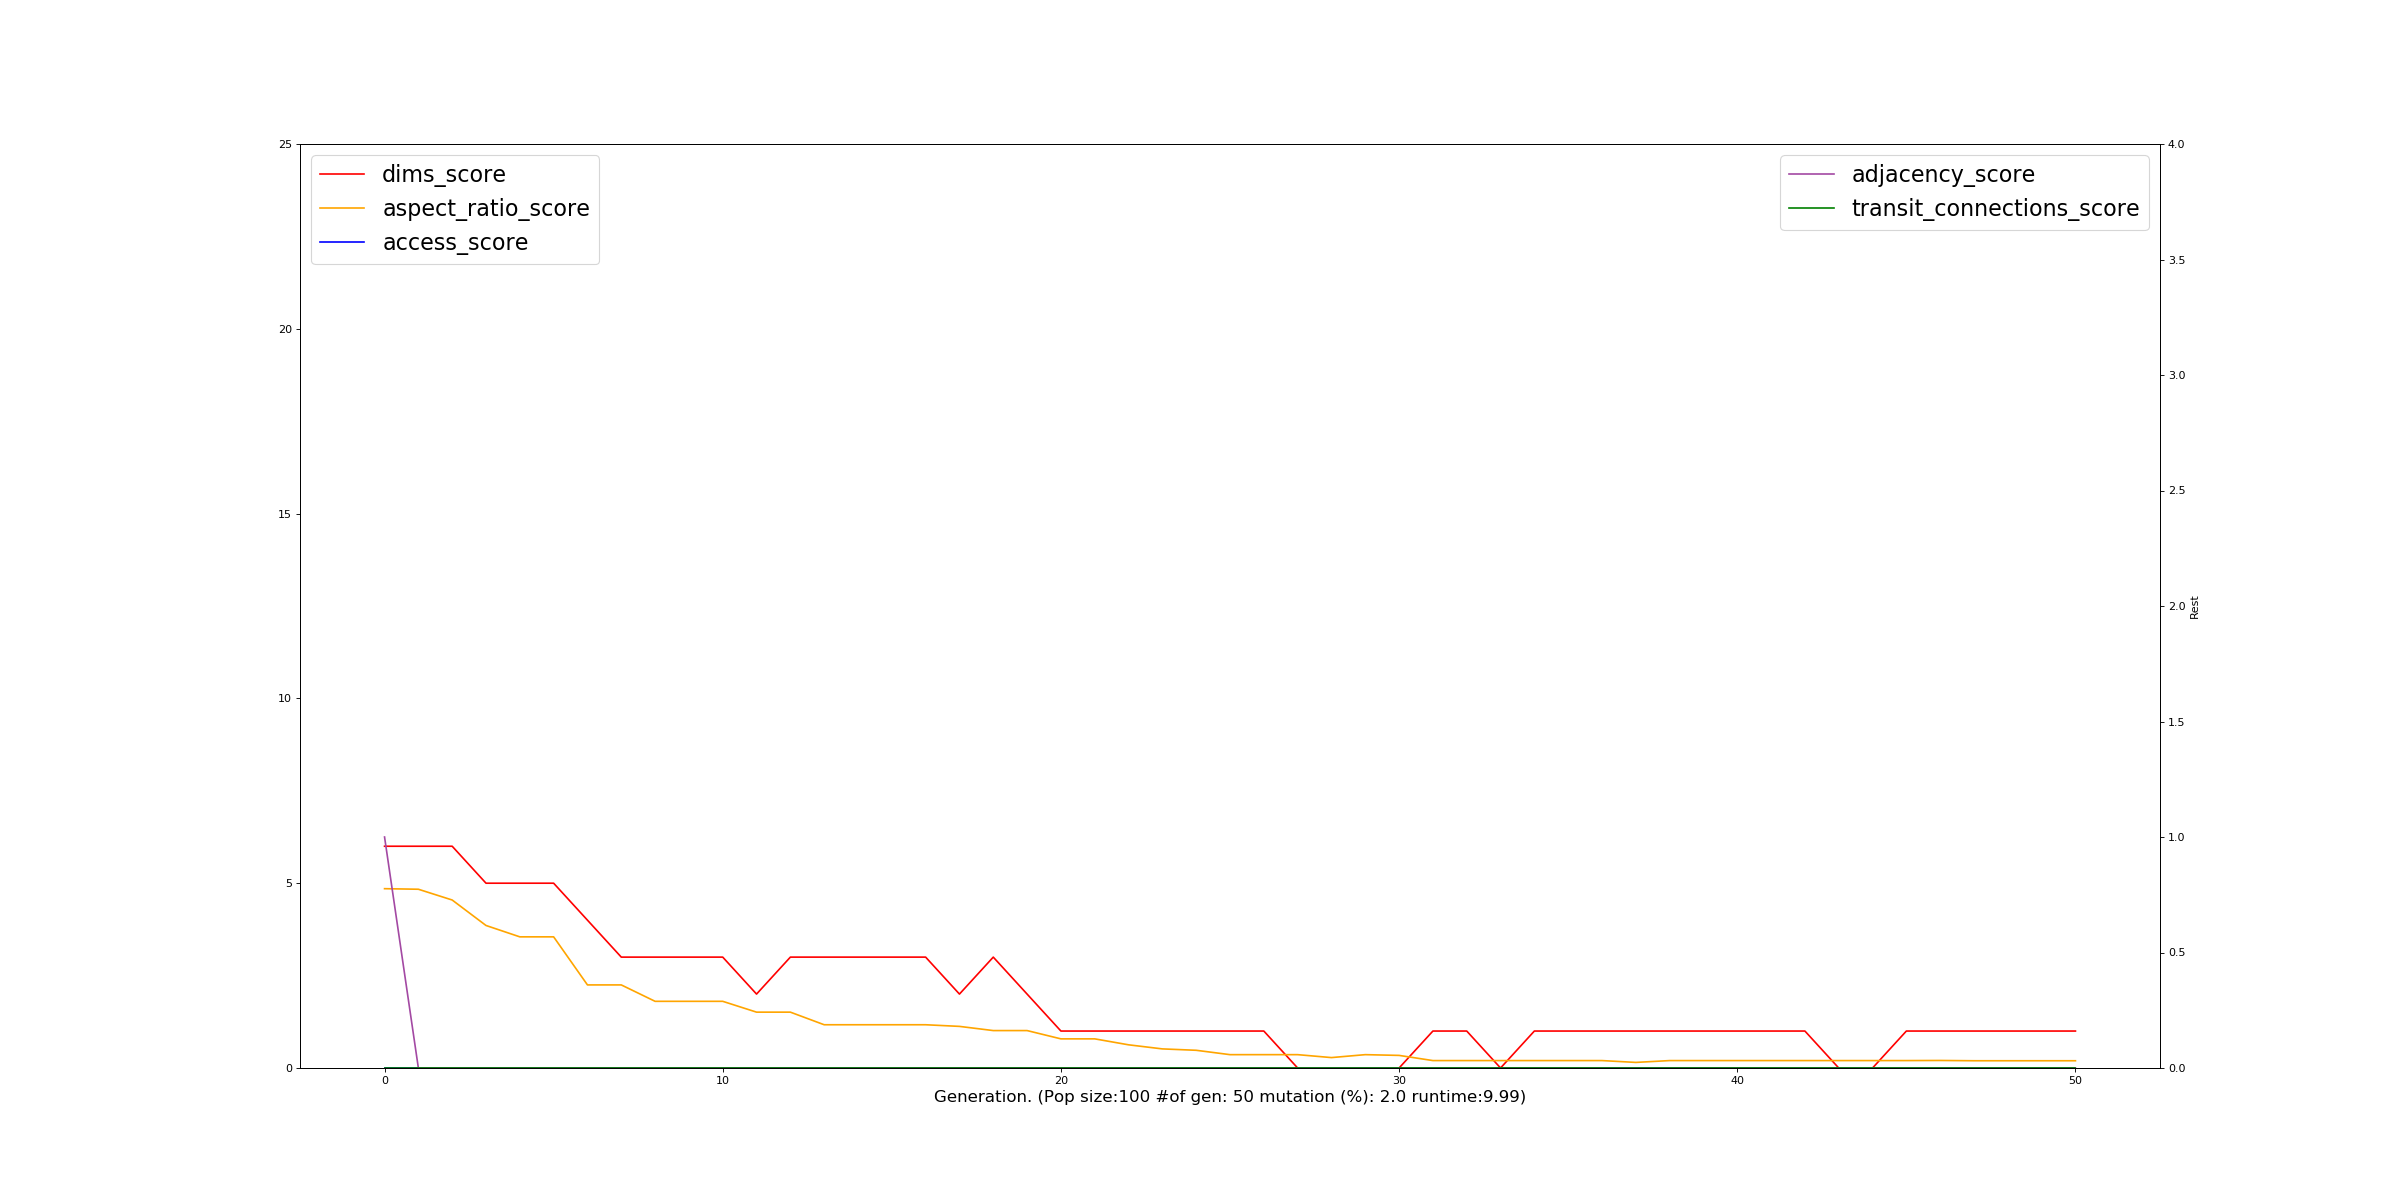 dims_score
aspect_ratio_score
access_score
adjacency_score
transit_connections_score
25
20
15
10
5
0
4.0
3.5
3.0
2.5
2.0
1.5
1.0
0.5
0.0
Rest
0 10 20 30 40 50
Generation. (Pop size:100 #of gen: 50 mutation (%): 2.0 runtime:9.99)